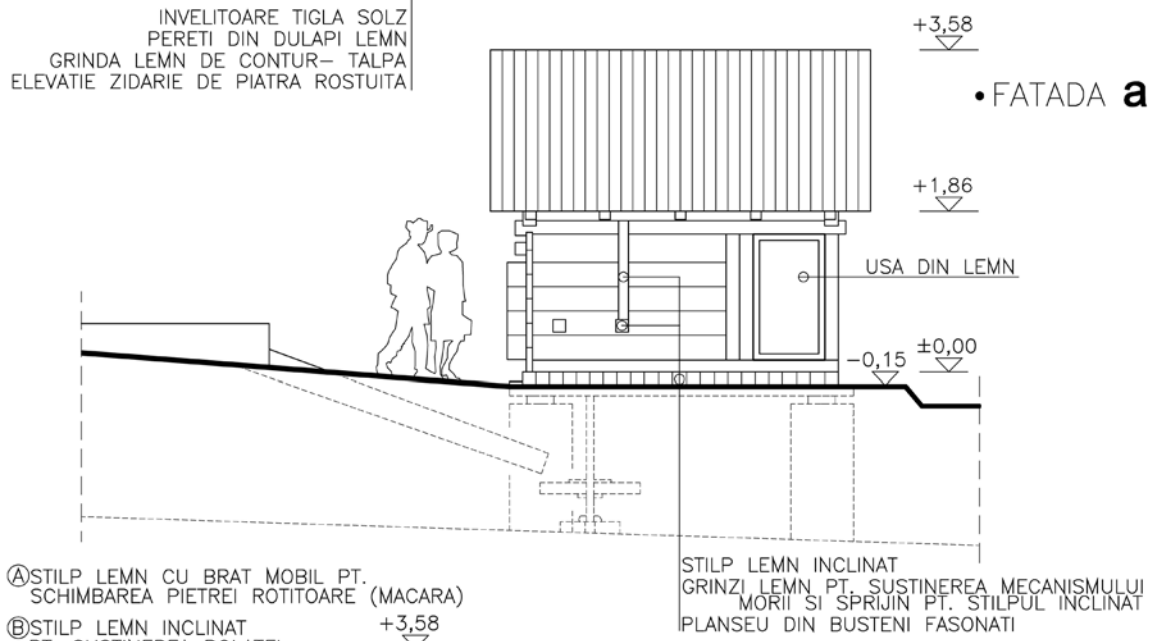 INVELITOARE TIGLA SOLZ
PERETI DIN DULAPI LEMN
GRINDA LEMN DE CONTUR– TALPA
ELEVATIE ZIDARIE DE PIATRA ROSTUITA
+3,58
• FATADA a
+1,86
USA DIN LEMN
-0,15
±0,00
Ⓐ STILP LEMN CU BRAT MOBIL PT.
SCHIMBAREA PIETREI ROTITOARE (MACARA)
Ⓑ STILP LEMN INCLINAT
+3,58
STILP LEMN INCLINAT
GRINZI LEMN PT. SUSTINEREA MECANISMULUI
MORII SI SPRIJIN PT. STILPUL INCLINAT
PLANSEU DIN BUSTENI FASONATI